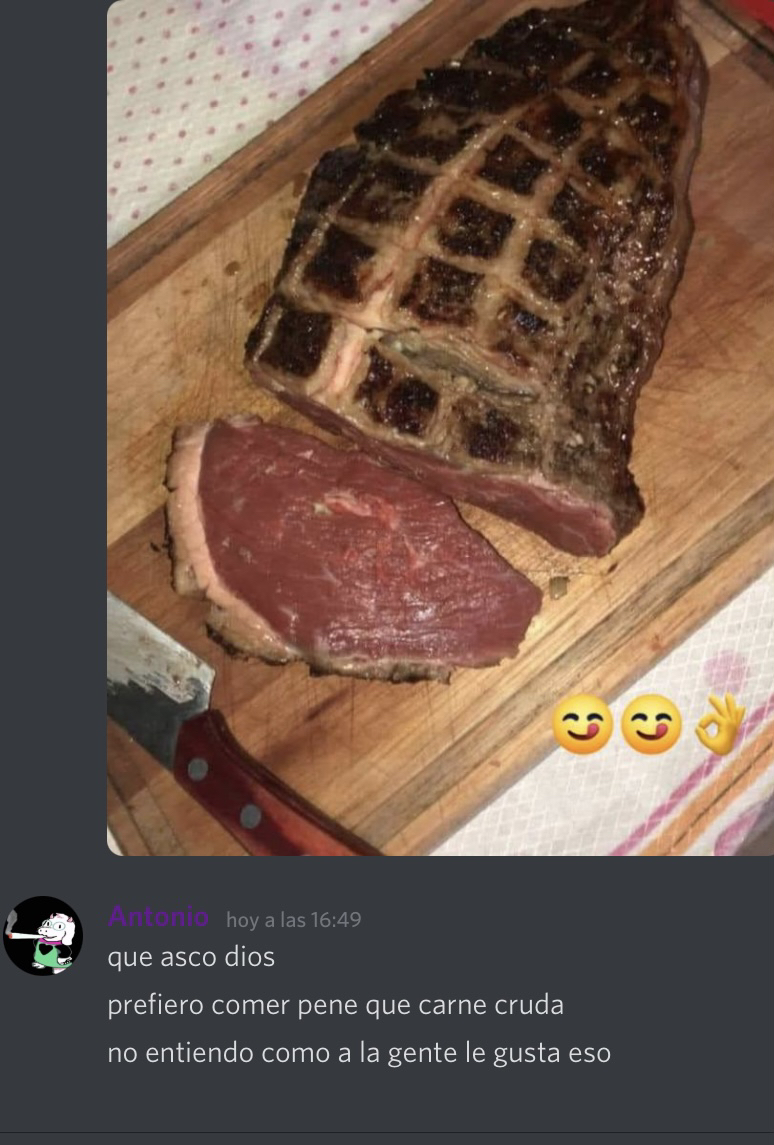 😋😋👌
Antonio hoy a las 16:49
que asco dios
prefiero comer pene que carne cruda
no entiendo como a la gente le gusta eso